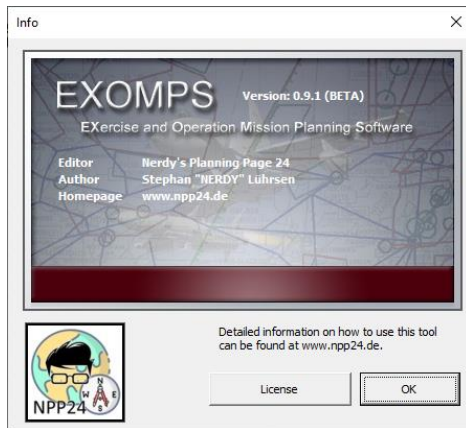 Info
EXOMPS
Version: 0.9.1 (BETA)
EXercise and Operation Mission Planning Software
Editor Nerdy's Planning Page 24
Author Stephan "NERDY" Lührsen
Homepage www.npp24.de
Detailed information on how to use this tool
can be found at www.npp24.de.
N
W E
S
NPP24
License
OK